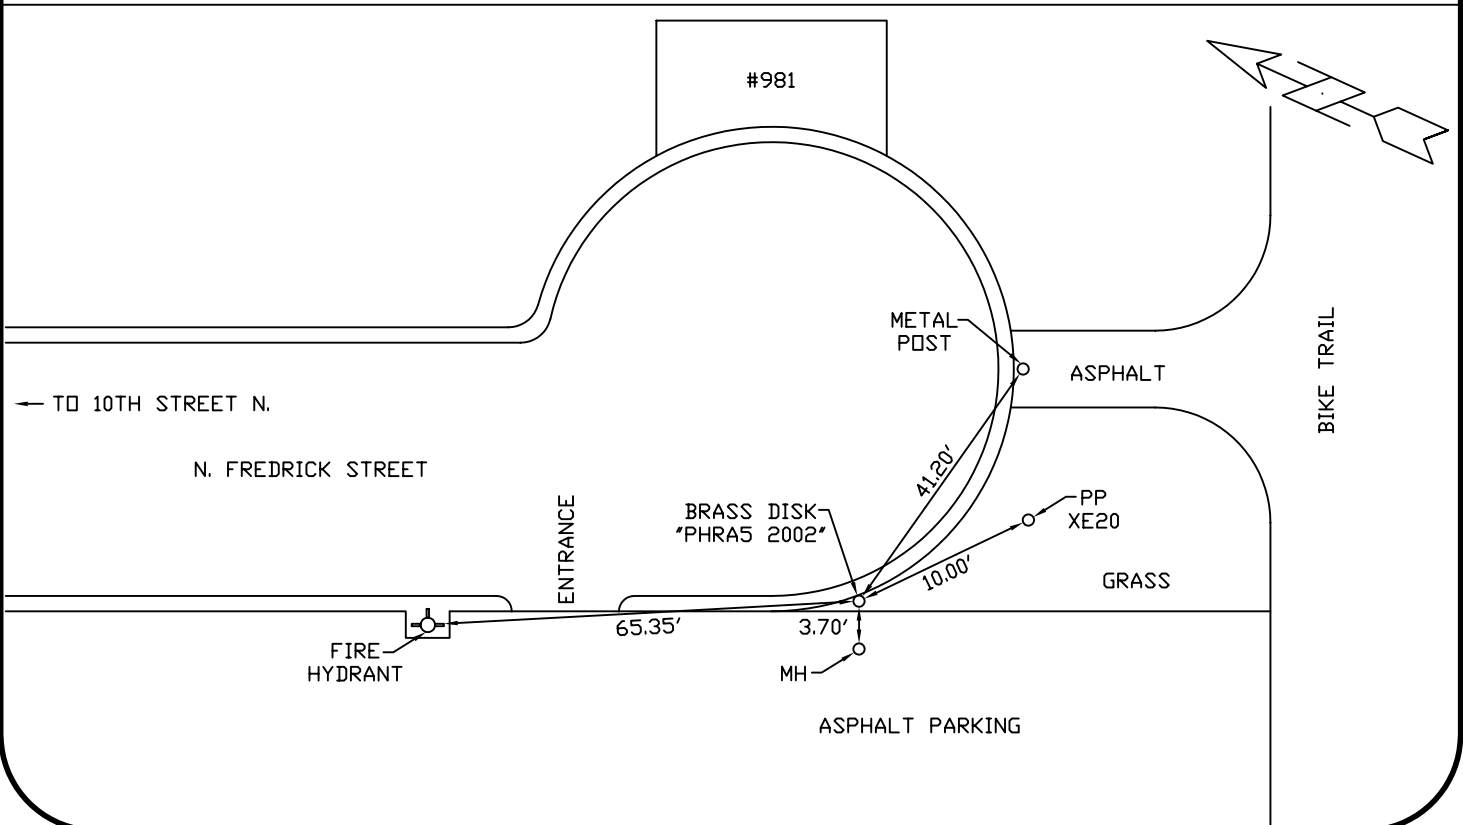 #981
METAL
POST
ASPHALT
BIKE TRAIL
TO 10TH STREET N.
N. FREDRICK STREET
41.20'
ENTRANCE
BRASS DISK
"PHRA5 2002"
PP
XE20
10.00'
GRASS
65.35'
3.70'
FIRE
HYDRANT
MH
ASPHALT PARKING